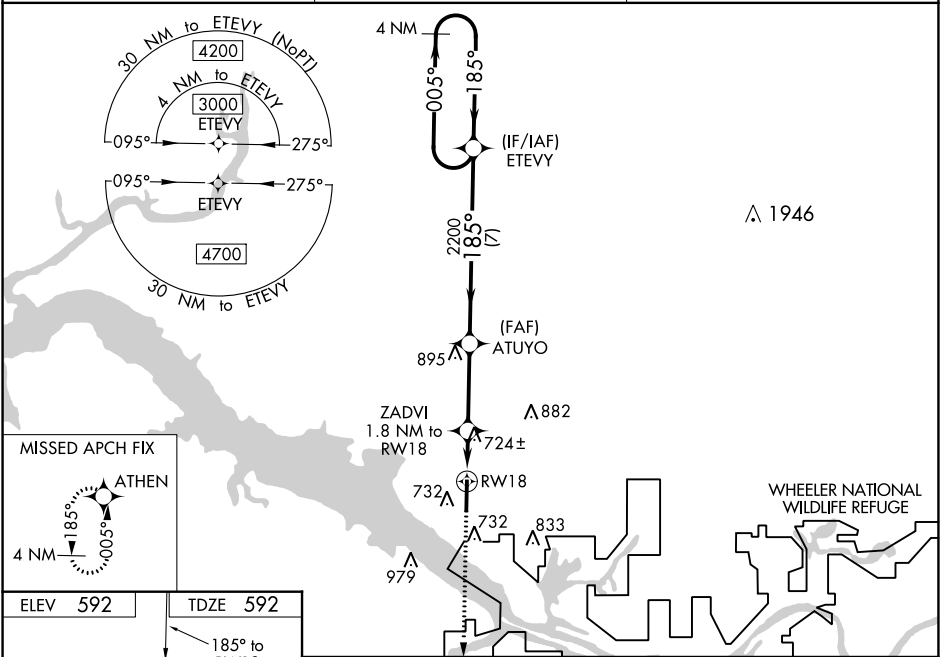 30 NM to ETEVY (NoPT)
4200
4 NM to ETEVY
3000
ETEVY
095°
275°
095°
275°
ETEVY
4700
30 NM to ETEVY
4 NM
005°
185°
(IF/IAF)
ETEVY
1946
2200
185°
(7)
(FAF)
ATUYO
895
882
ZADVI
1.8 NM to
RW18
724±
RW18
732
732
833
979
WHEELER NATIONAL
WILDLIFE REFUGE
MISSED APCH FIX
ATHEN
185°
005°
4 NM
ELEV 592
TDZE 592
185° to